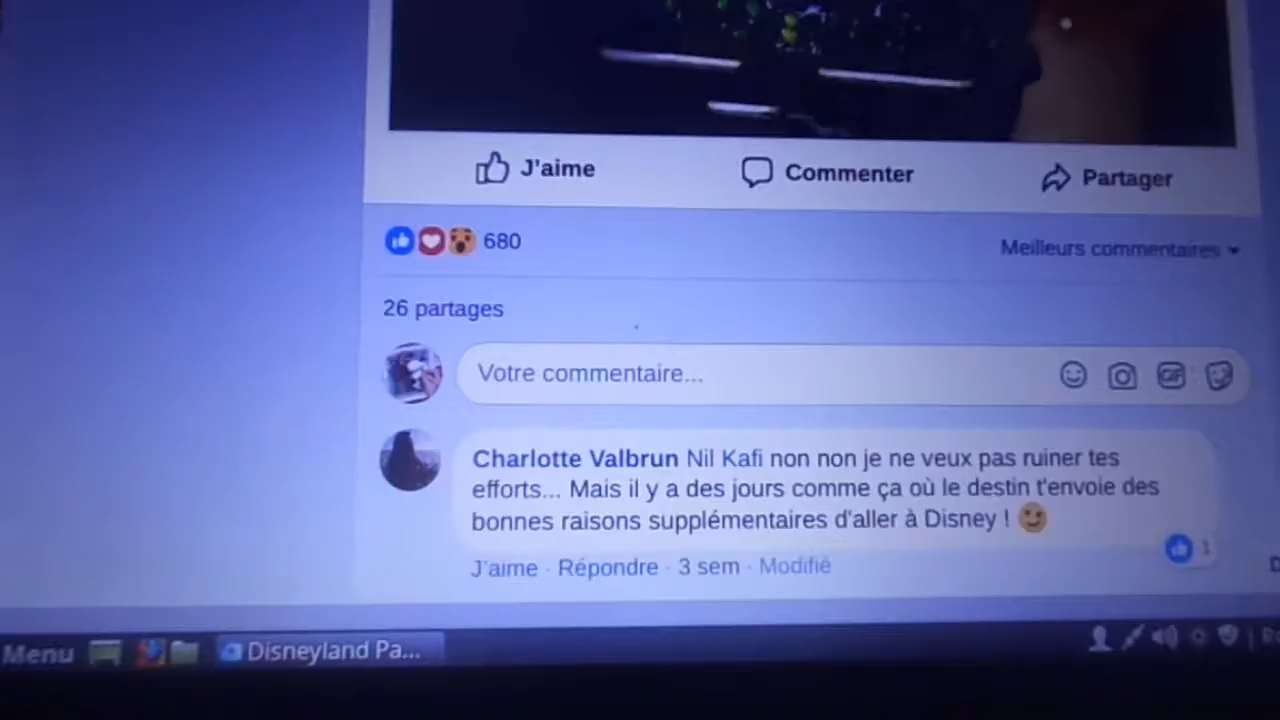 J'aime
Commenter
Partager
680
Meilleurs commentaires
26 partages
Votre commentaire...
GIF
Charlotte Valbrun Nil Kafi non non je ne veux pas ruiner tes
efforts... Mais il y a des jours comme ça où le destin t'envoie des
bonnes raisons supplémentaires d'aller à Disney !
1
J'aime · Répondre · 3 sem · Modifié
Menu
Disneyland Pa...